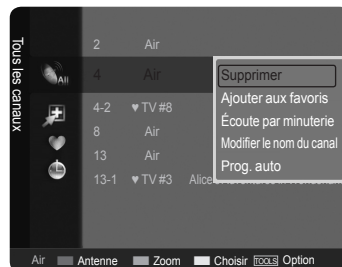 Tous les canaux
All
2 Air
4 Air
4-2 ♥ TV #8
8 Air
13 Air
13-1 ♥ TV #3 Alice
Supprimer
Ajouter aux favoris
Écoute par minuterie
Modifier le nom du canal
Prog. auto
Air Antenne Zoom Choisir TOOLS Option